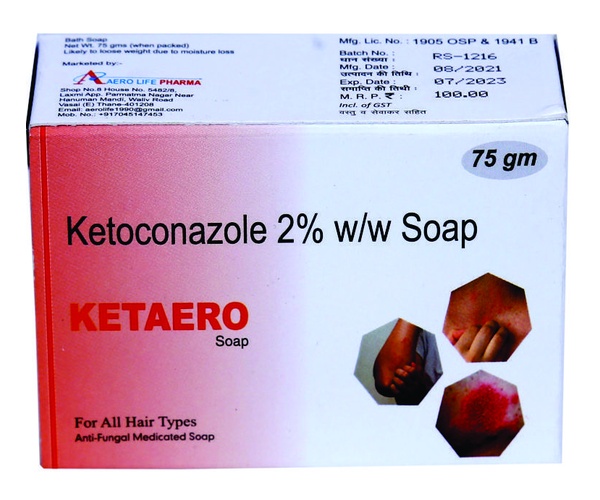 Bath Soap
Net Wt. 75 gms (when packed)
Likely to loose weight due to moisture loss
Marketed by:-
AERO LIFE PHARMA
Shop No.8 House No. 5482/8,
Laxmi App. Parmatma Nagar Near
Hanuman Mandi, Waliv Road
Vasai (E) Thane-401208
Email: aerolife1990@gmail.com
Mob. No.: +917045147453
Mfg. Lic. No. : 1905 OSP & 1941 B
Batch No. : RS-1216
धान संख्या :
Mfg. Date : 08/2021
उत्पादन की तिथि :
Exp. Date : 07/2023
समाप्ति की तिथी :
M. R. P. ₹ : 100.00
Incl. of GST
वस्तु व सेवाकर सहित
75 gm
Ketoconazole 2% w/w Soap
KETAERO
Soap
For All Hair Types
Anti-Fungal Medicated Soap